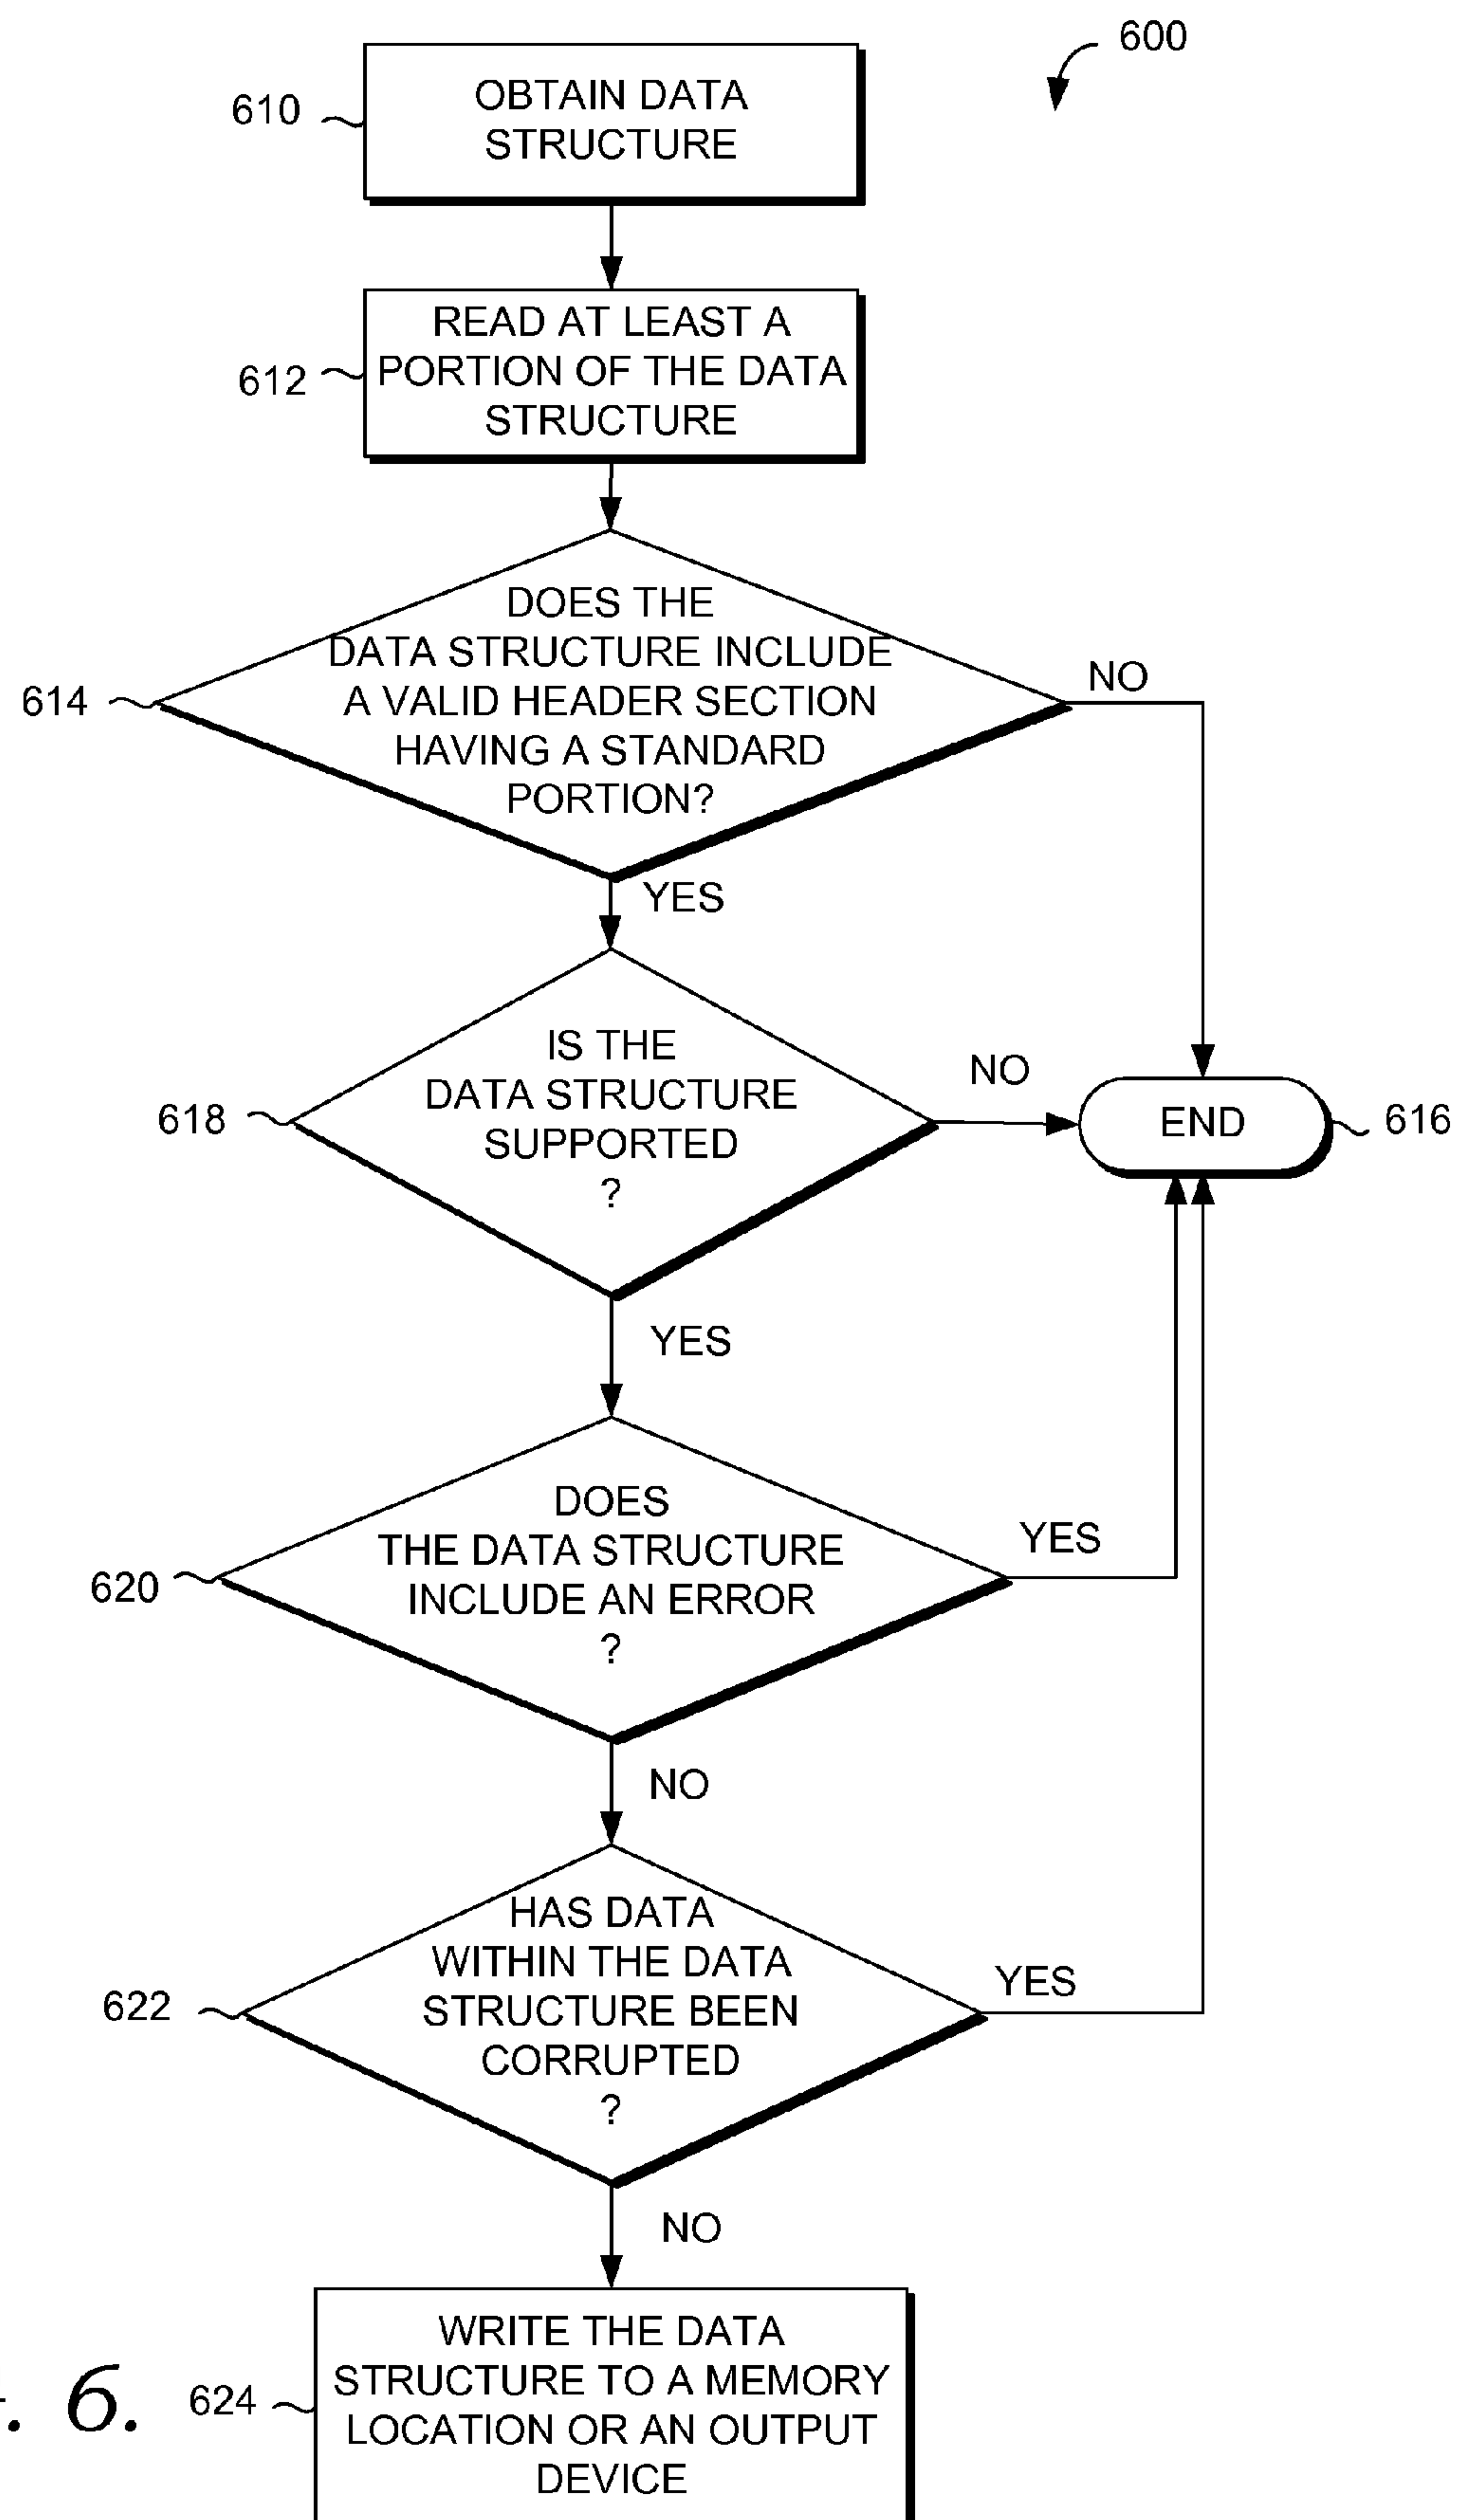 600
610
OBTAIN DATA
STRUCTURE
612
READ AT LEAST A
PORTION OF THE DATA
STRUCTURE
614
DOES THE
DATA STRUCTURE INCLUDE
A VALID HEADER SECTION
HAVING A STANDARD
PORTION?
NO
YES
618
IS THE
DATA STRUCTURE
SUPPORTED
?
NO
END
616
YES
620
DOES
THE DATA STRUCTURE
INCLUDE AN ERROR
?
YES
NO
622
HAS DATA
WITHIN THE DATA
STRUCTURE BEEN
CORRUPTED
?
YES
NO
624
WRITE THE DATA
STRUCTURE TO A MEMORY
LOCATION OR AN OUTPUT
DEVICE
. 6.